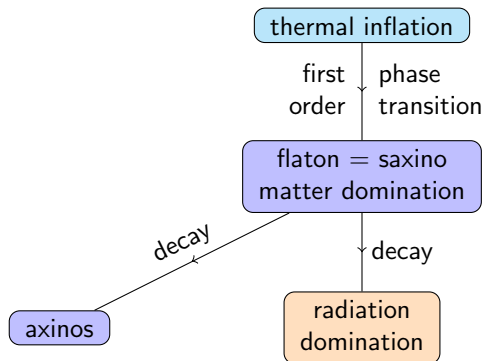 thermal inflation
first phase
order transition
flaton = saxino
matter domination
decay
decay
radiation
domination
axinos